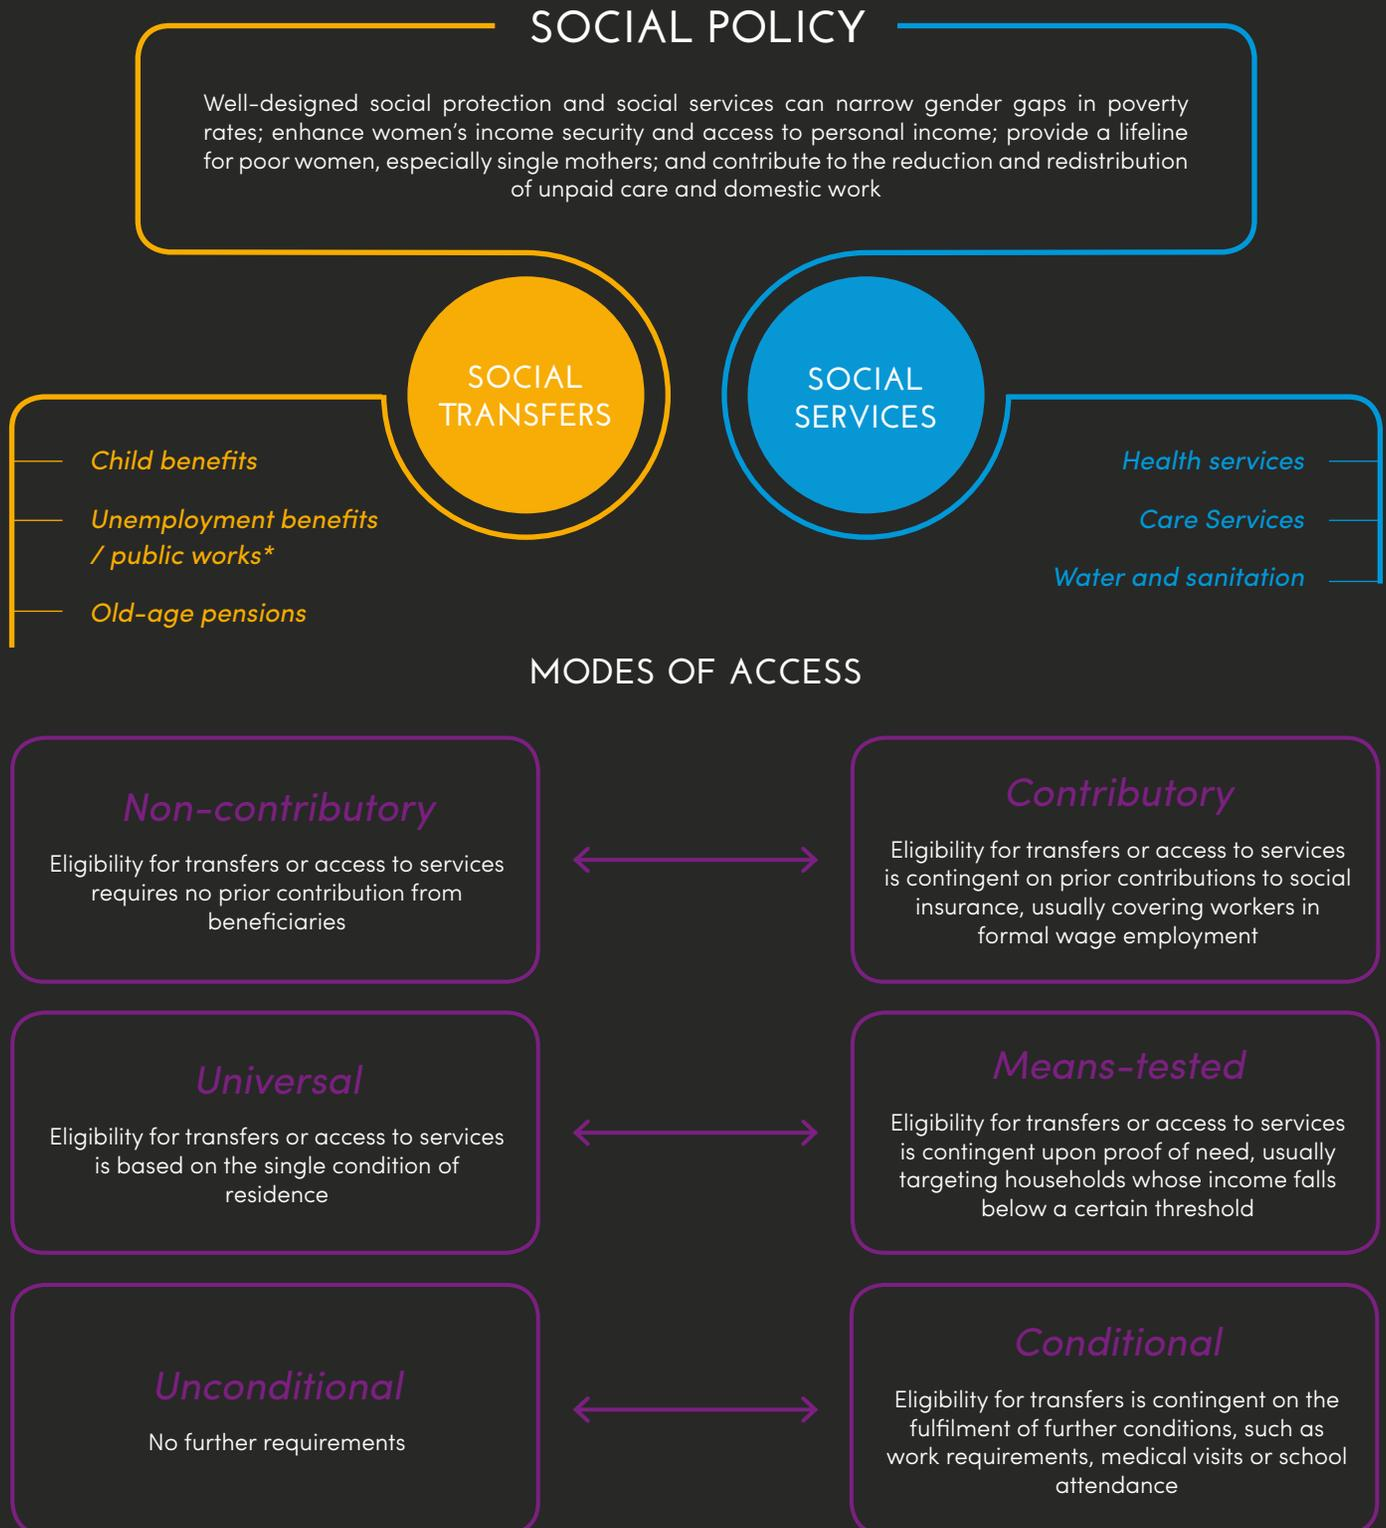 SOCIAL POLICY
Well-designed social protection and social services can narrow gender gaps in poverty
rates; enhance women’s income security and access to personal income; provide a lifeline
for poor women, especially single mothers; and contribute to the reduction and redistribution
of unpaid care and domestic work
SOCIAL
TRANSFERS
SOCIAL
SERVICES
Child benefits
Unemployment benefits
/ public works*
Old-age pensions
Health services
Care Services
Water and sanitation
MODES OF ACCESS
Non-contributory
Eligibility for transfers or access to services
requires no prior contribution from
beneficiaries
Contributory
Eligibility for transfers or access to services
is contingent on prior contributions to social
insurance, usually covering workers in
formal wage employment
Universal
Eligibility for transfers or access to services
is based on the single condition of
residence
Means-tested
Eligibility for transfers or access to services
is contingent upon proof of need, usually
targeting households whose income falls
below a certain threshold
Unconditional
No further requirements
Conditional
Eligibility for transfers is contingent on the
fulfilment of further conditions, such as
work requirements, medical visits or school
attendance